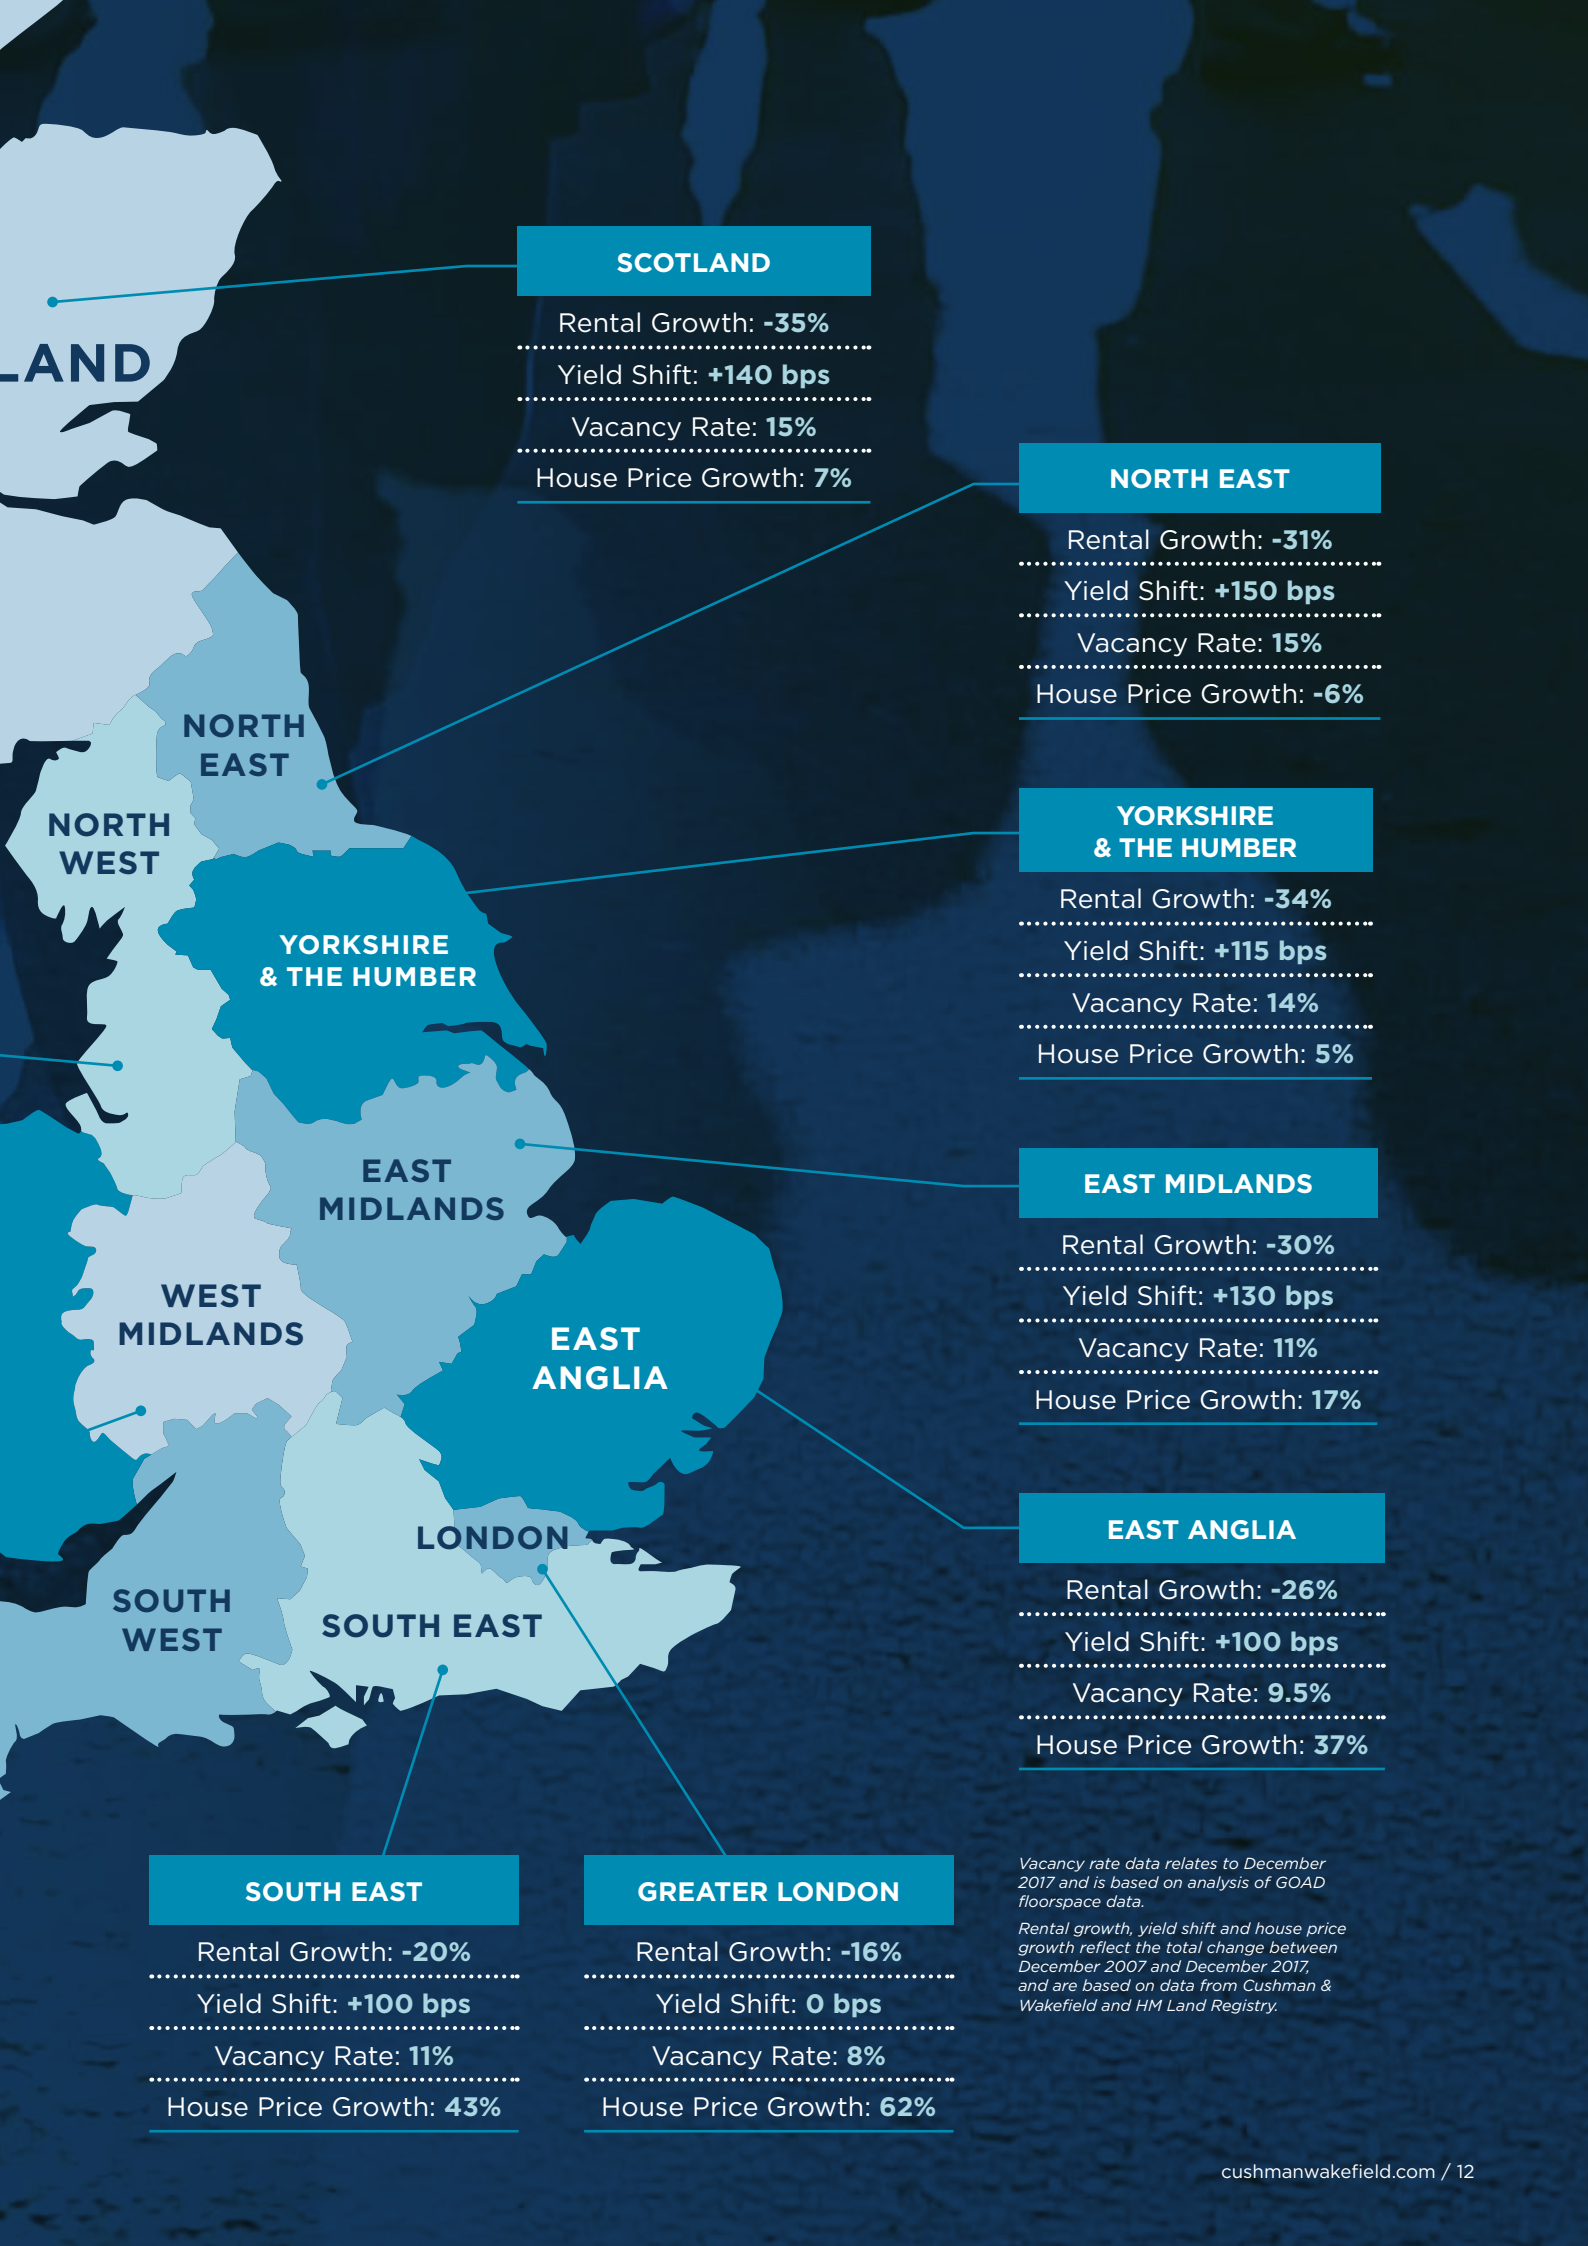 SCOTLAND
Rental Growth: -35%
Yield Shift: +140 bps
Vacancy Rate: 15%
House Price Growth: 7%
LAND
NORTH EAST
Rental Growth: -31%
Yield Shift: +150 bps
Vacancy Rate: 15%
House Price Growth: -6%
NORTH
EAST
NORTH
WEST
YORKSHIRE
& THE HUMBER
Rental Growth: -34%
Yield Shift: +115 bps
Vacancy Rate: 14%
House Price Growth: 5%
YORKSHIRE
& THE HUMBER
EAST
MIDLANDS
EAST MIDLANDS
Rental Growth: -30%
Yield Shift: +130 bps
Vacancy Rate: 11%
House Price Growth: 17%
WEST
MIDLANDS
EAST
ANGLIA
EAST ANGLIA
Rental Growth: -26%
Yield Shift: +100 bps
Vacancy Rate: 9.5%
House Price Growth: 37%
LONDON
SOUTH
WEST
SOUTH EAST
SOUTH EAST
Rental Growth: -20%
Yield Shift: +100 bps
Vacancy Rate: 11%
House Price Growth: 43%
GREATER LONDON
Rental Growth: -16%
Yield Shift: 0 bps
Vacancy Rate: 8%
House Price Growth: 62%
Vacancy rate data relates to December
2017 and is based on analysis of GOAD
floorspace data.
Rental growth, yield shift and house price
growth reflect the total change between
December 2007 and December 2017,
and are based on data from Cushman &
Wakefield and HM Land Registry.
cushmanwakefield.com / 12